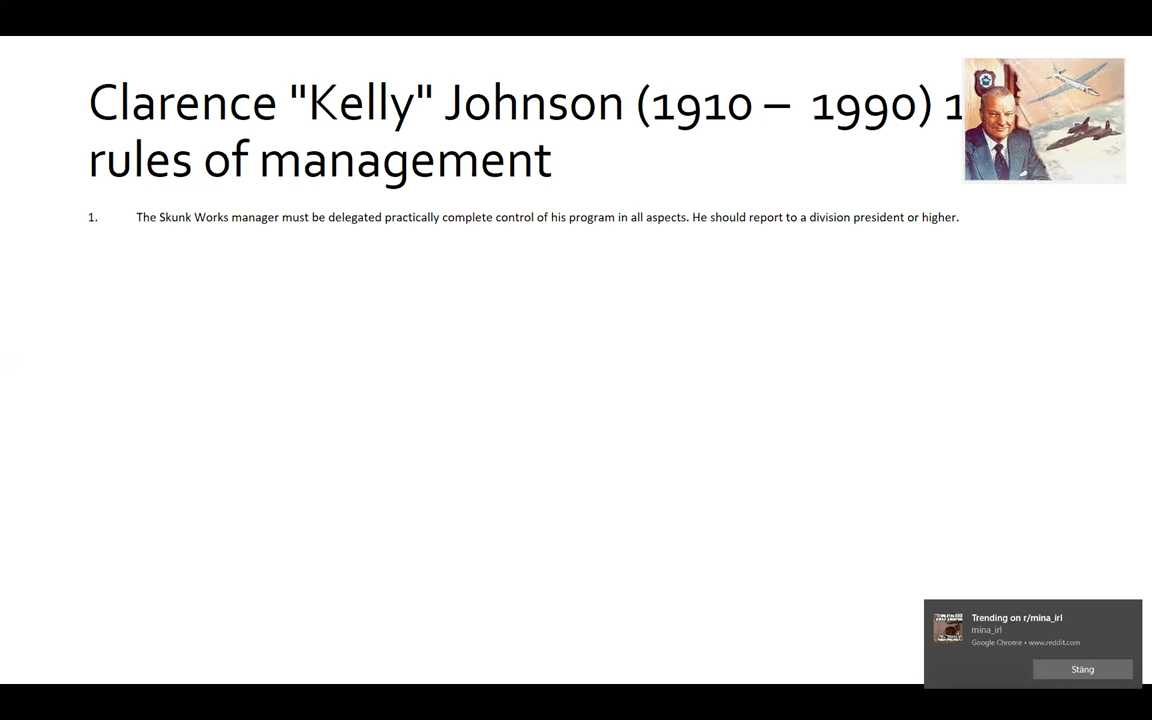 Clarence "Kelly" Johnson (1910 – 1990) 1
rules of management
1. The Skunk Works manager must be delegated practically complete control of his program in all aspects. He should report to a division president or higher.
Trending on r/mina_irl
mina_irl
Google Chrome • www.reddit.com
Stäng